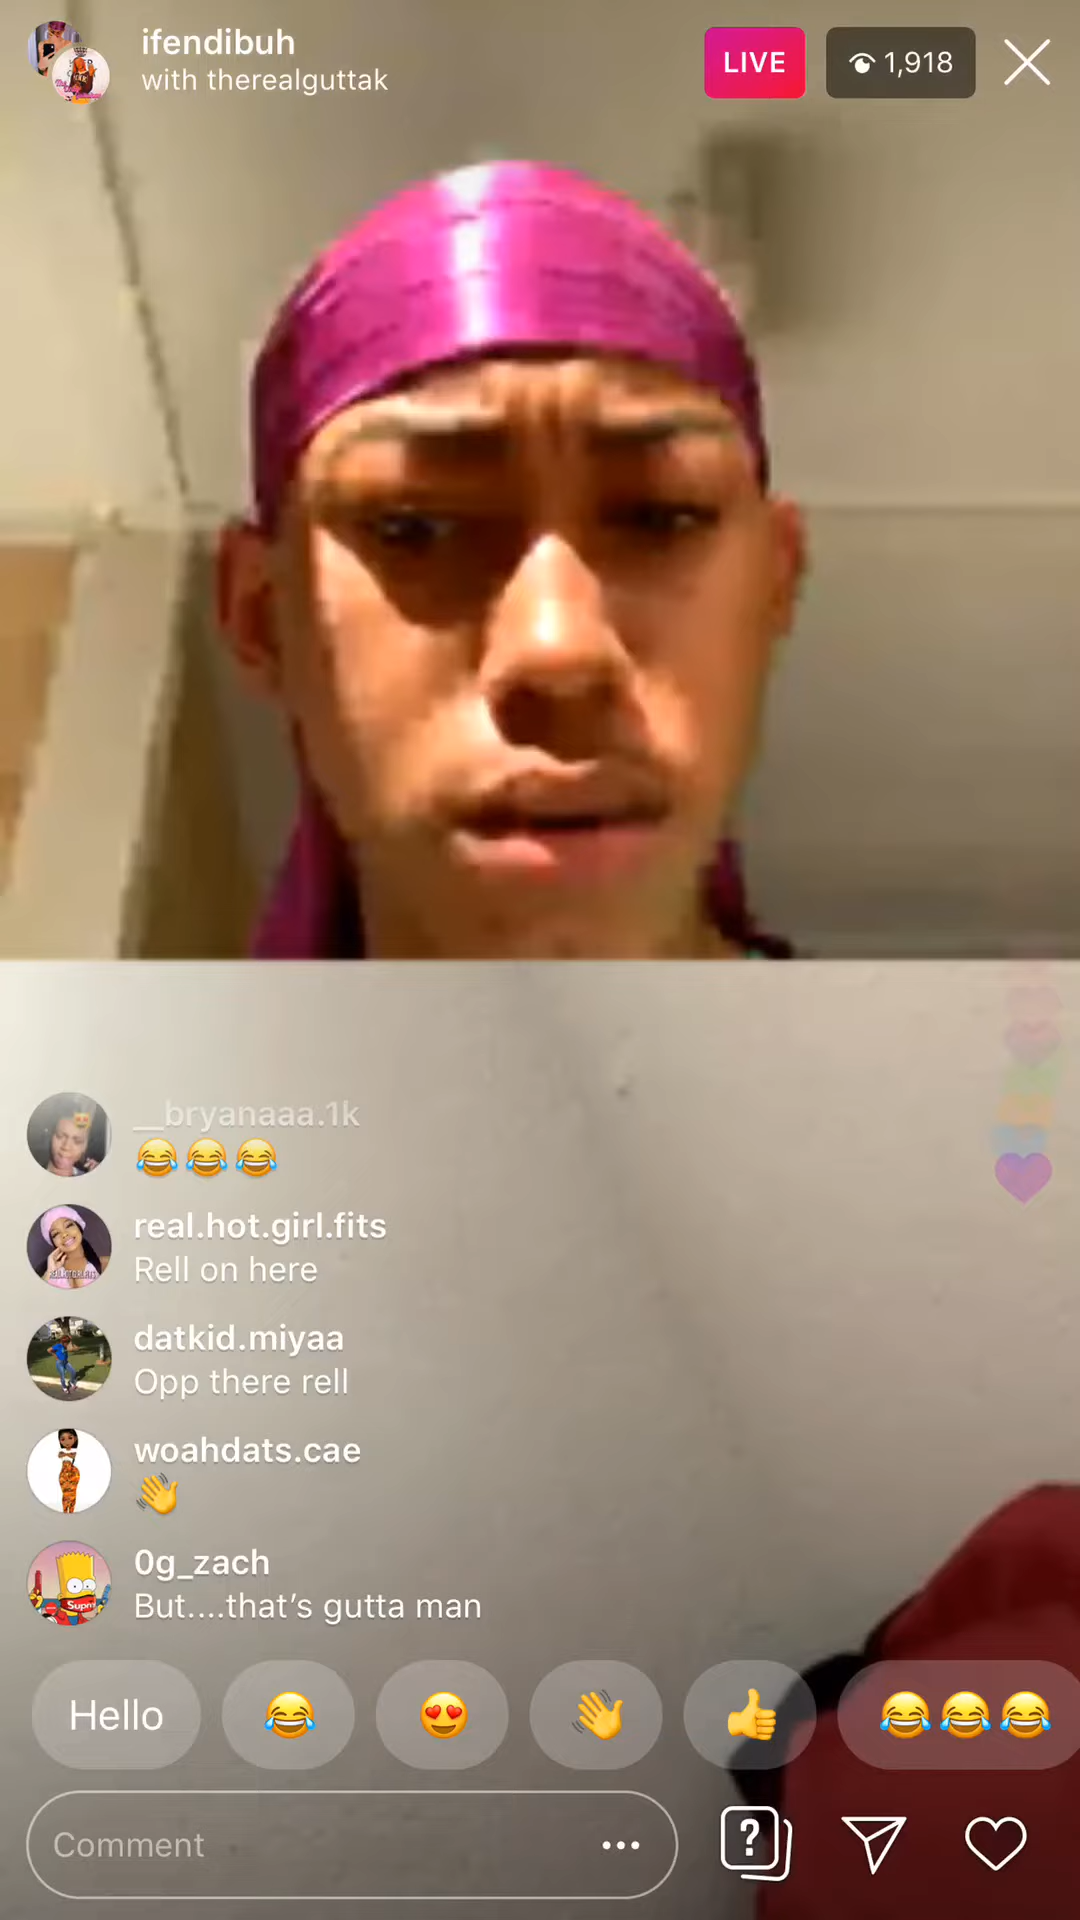 ifendibuh
with therealguttak
LIVE
1,918
__bryanaaa.1k
😂😂😂
real.hot.girl.fits
Rell on here
datkid.miyaa
Opp there rell
woahdats.cae
👋
0g_zach
But....that’s gutta man
Hello 😂 😍 👋 👍 😂😂😂
Comment
?